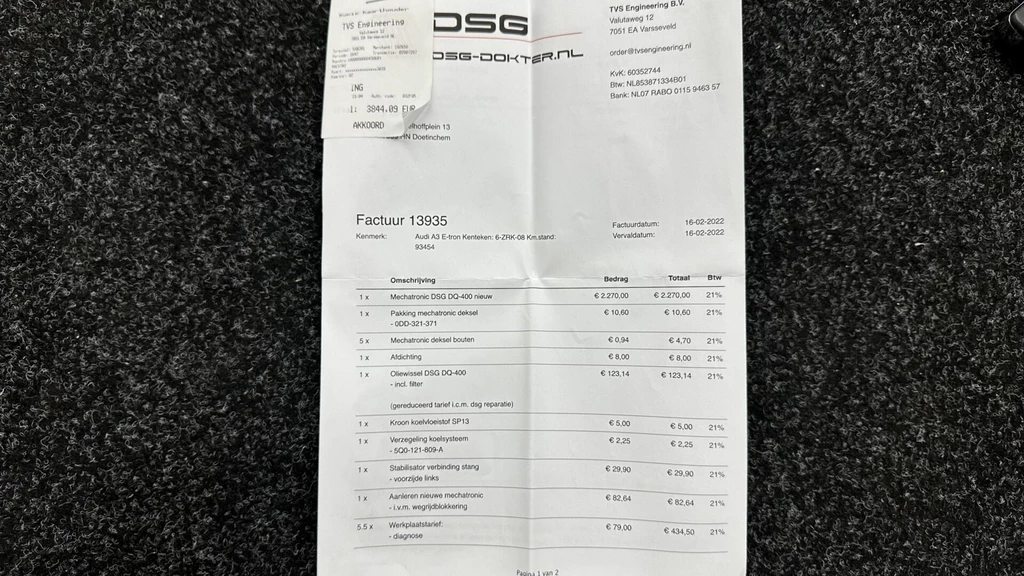 TVS Engineering
ING
1: 3844.09 EUR
AKKOORD
DSG
DSG-DOKTER.NL
TVS Engineering B.V.
Valutaweg 12
7051 EA Varsseveld
order@tvsengineering.nl
KvK: 60352744
Btw: NL853871334B01
Bank: NL07 RABO 0115 9463 57
13
Doetinchem
Factuur 13935
Factuurdatum: 16-02-2022
Kenmerk: Audi A3 E-tron Kenteken: 6-ZRK-08 Km.stand: Vervaldatum: 16-02-2022
93454
Omschrijving Bedrag Totaal Btw
1 x Mechatronic DSG DQ-400 nieuw € 2.270,00 € 2.270,00 21%
1 x Pakking mechatronic deksel € 10,60 € 10,60 21%
- 0DD-321-371
5 x Mechatronic deksel bouten € 0,94 € 4,70 21%
1 x Afdichting € 8,00 € 8,00 21%
1 x Oliewissel DSG DQ-400 € 123,14 € 123,14 21%
- incl. filter
(gereduceerd tarief i.c.m. dsg reparatie)
1 x Kroon koelvloeistof SP13 € 5,00 € 5,00 21%
1 x Verzegeling koelsysteem € 2,25 € 2,25 21%
- 5Q0-121-809-A
1 x Stabilisator verbinding stang € 29,90 € 29,90 21%
- voorzijde links
1 x Aanleren nieuwe mechatronic € 82,64 € 82,64 21%
- i.v.m. wegrijdblokkering
5.5 x Werkplaatstarief: € 79,00 € 434,50 21%
- diagnose
Pagina 1 van 2